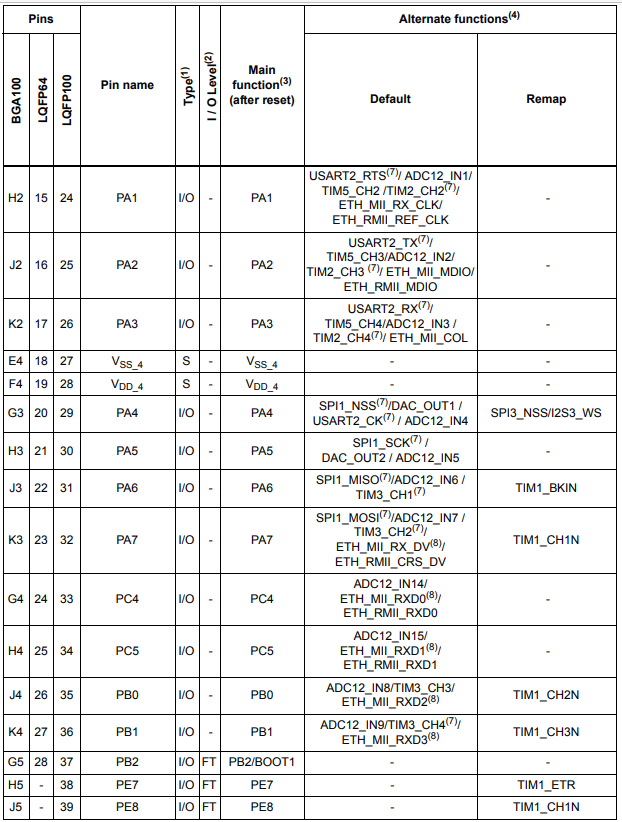 Pins
Alternate functions(4)
BGA100
LQFP64
LQFP100
Pin name
Type(1)
I / O Level(2)
Main
function(3)
(after reset)
Default
Remap
H2 15 24 PA1 I/O - PA1
USART2_RTS(7)/ ADC12_IN1/
TIM5_CH2 /TIM2_CH2(7)/
ETH_MII_RX_CLK/
ETH_RMII_REF_CLK
-
J2 16 25 PA2 I/O - PA2
USART2_TX(7)/
TIM5_CH3/ADC12_IN2/
TIM2_CH3 (7)/ ETH_MII_MDIO/
ETH_RMII_MDIO
-
K2 17 26 PA3 I/O - PA3
USART2_RX(7)/
TIM5_CH4/ADC12_IN3 /
TIM2_CH4(7)/ ETH_MII_COL
-
E4 18 27 VSS_4 S - VSS_4 - -
F4 19 28 VDD_4 S - VDD_4 - -
G3 20 29 PA4 I/O - PA4
SPI1_NSS(7)/DAC_OUT1 /
USART2_CK(7) / ADC12_IN4
SPI3_NSS/I2S3_WS
H3 21 30 PA5 I/O - PA5
SPI1_SCK(7) /
DAC_OUT2 / ADC12_IN5
-
J3 22 31 PA6 I/O - PA6
SPI1_MISO(7)/ADC12_IN6 /
TIM3_CH1(7)
TIM1_BKIN
K3 23 32 PA7 I/O - PA7
SPI1_MOSI(7)/ADC12_IN7 /
TIM3_CH2(7)/
ETH_MII_RX_DV(8)/
ETH_RMII_CRS_DV
TIM1_CH1N
G4 24 33 PC4 I/O - PC4
ADC12_IN14/
ETH_MII_RXD0(8)/
ETH_RMII_RXD0
-
H4 25 34 PC5 I/O - PC5
ADC12_IN15/
ETH_MII_RXD1(8)/
ETH_RMII_RXD1
-
J4 26 35 PB0 I/O - PB0
ADC12_IN8/TIM3_CH3/
ETH_MII_RXD2(8)
TIM1_CH2N
K4 27 36 PB1 I/O - PB1
ADC12_IN9/TIM3_CH4(7)/
ETH_MII_RXD3(8)
TIM1_CH3N
G5 28 37 PB2 I/O FT PB2/BOOT1 - -
H5 - 38 PE7 I/O FT PE7 - TIM1_ETR
J5 - 39 PE8 I/O FT PE8 - TIM1_CH1N